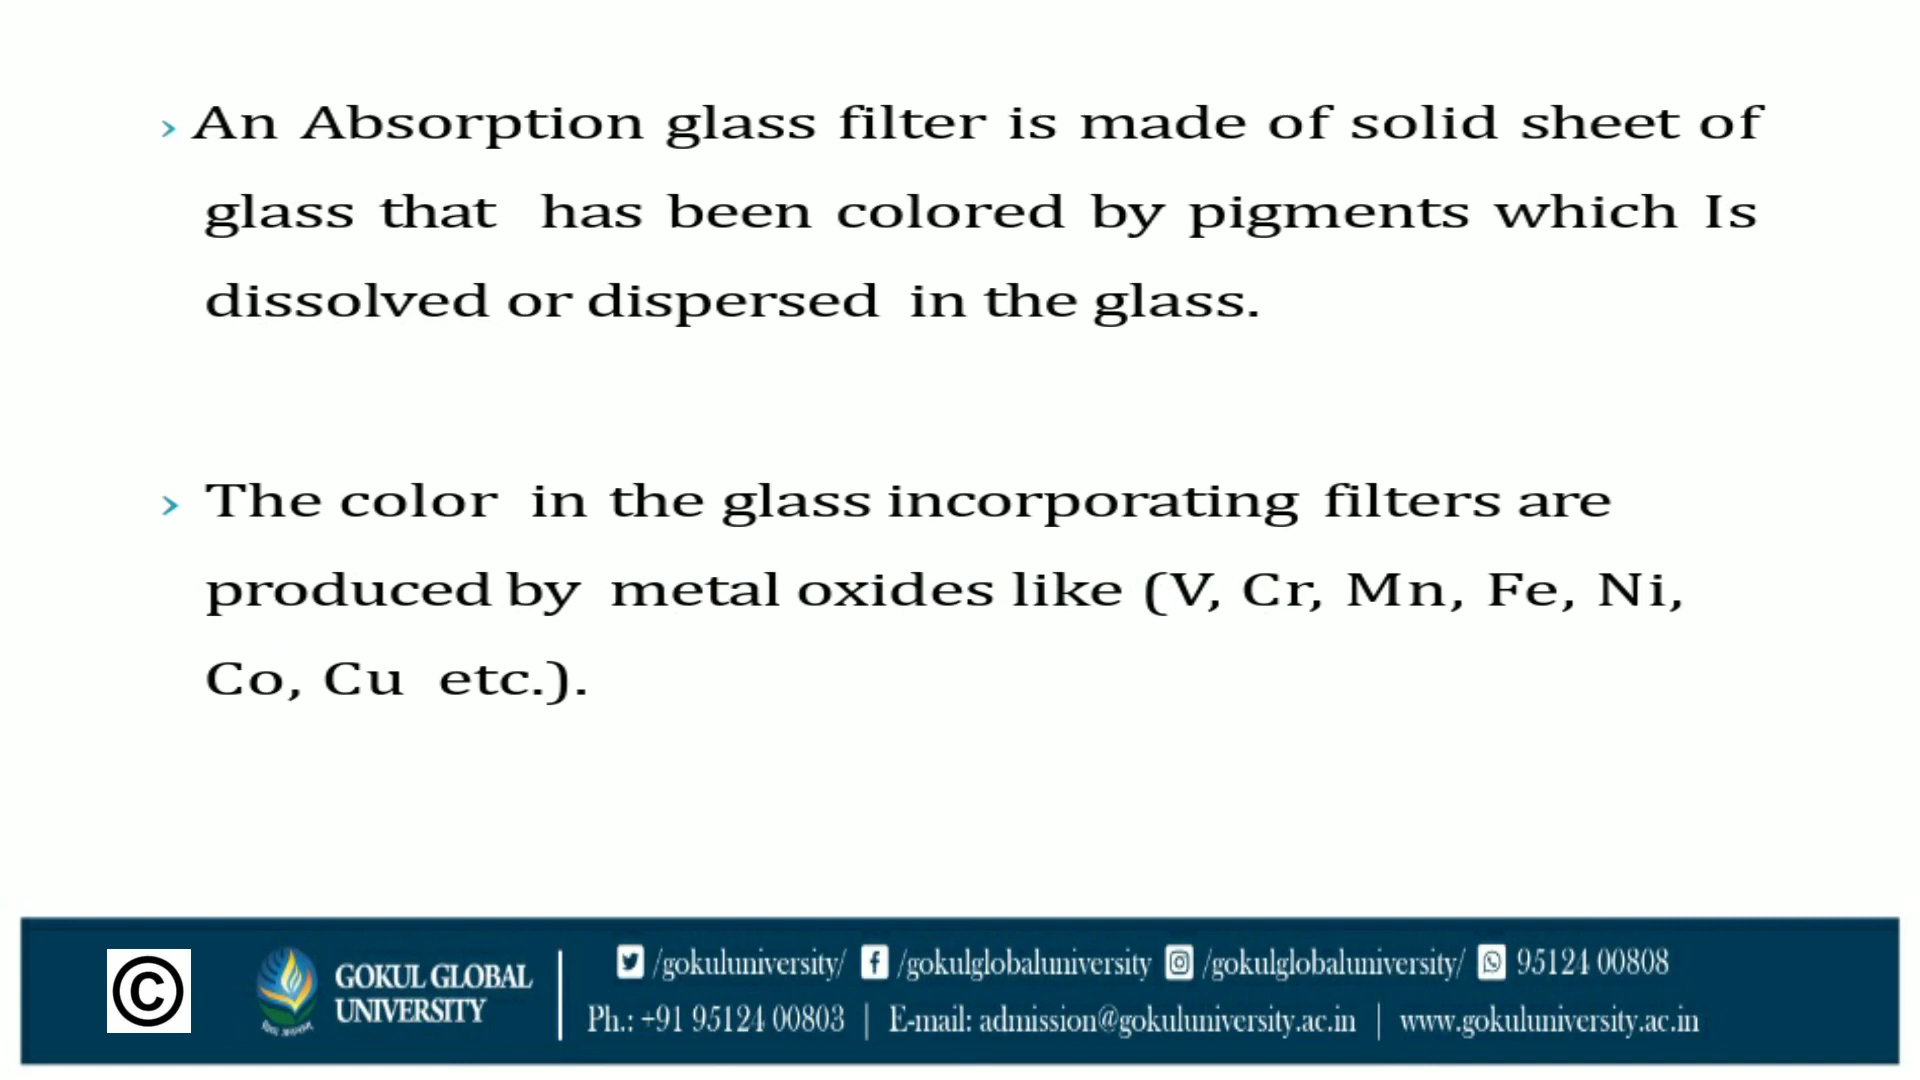 › An Absorption glass filter is made of solid sheet of
glass that has been colored by pigments which Is
dissolved or dispersed in the glass.
› The color in the glass incorporating filters are
produced by metal oxides like (V, Cr, Mn, Fe, Ni,
Co, Cu etc.).
©
GOKUL GLOBAL
UNIVERSITY
/gokuluniversity/ /gokulglobaluniversity /gokulglobaluniversity/ 95124 00808
Ph.: +91 95124 00803 | E-mail: admission@gokuluniversity.ac.in | www.gokuluniversity.ac.in